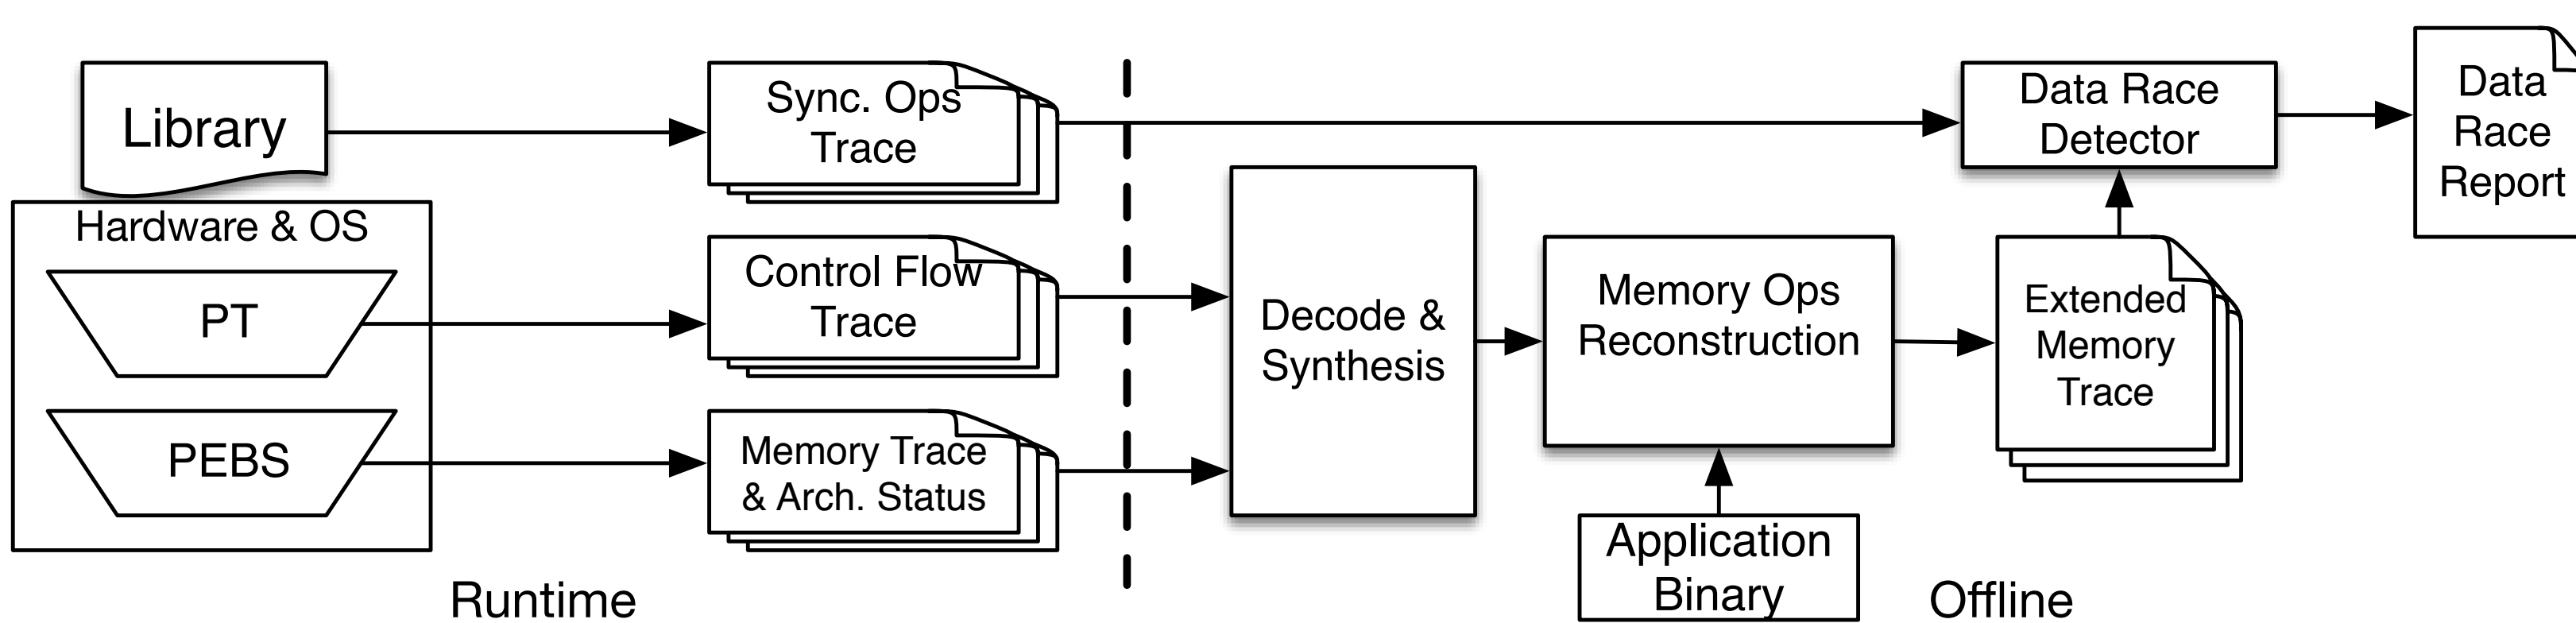 Library
Hardware & OS
PT
PEBS
Runtime
Sync. Ops
Trace
Control Flow
Trace
Memory Trace
& Arch. Status
Decode &
Synthesis
Memory Ops
Reconstruction
Application
Binary
Offline
Extended
Memory
Trace
Data Race
Detector
Data
Race
Report